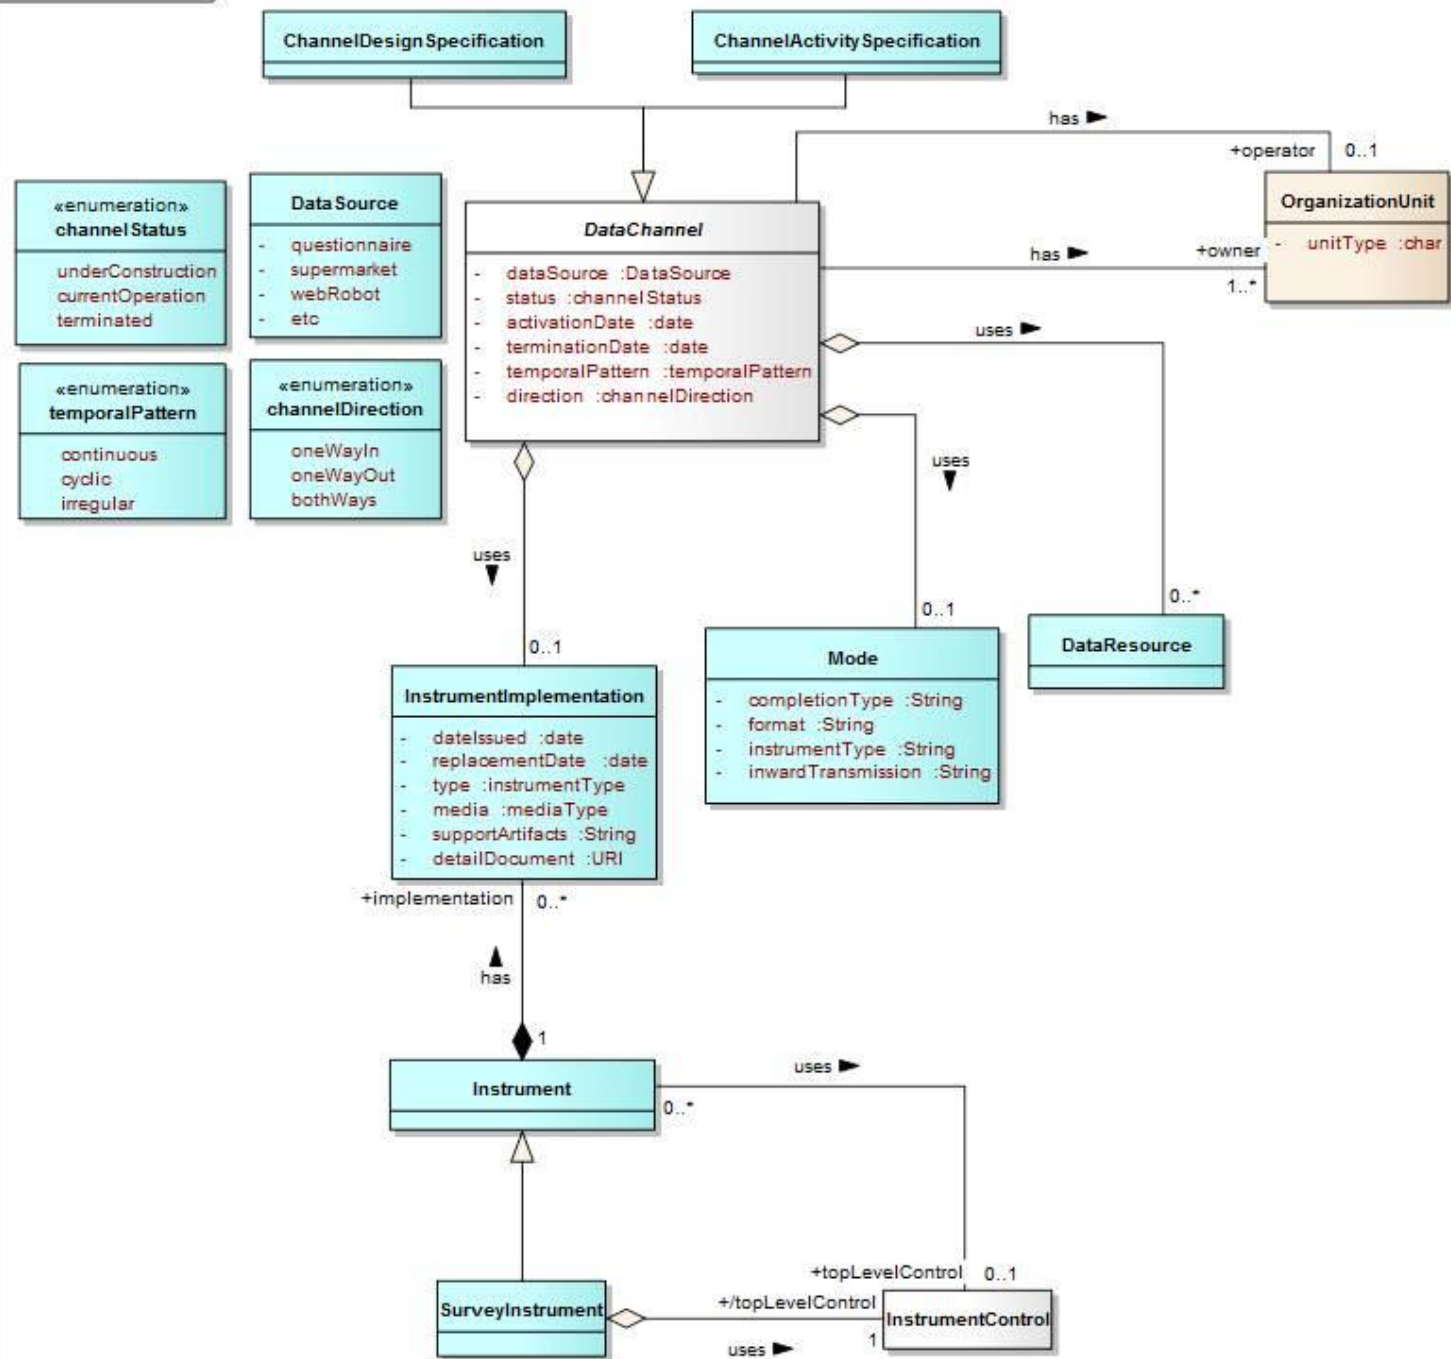 ChannelDesignSpecification
ChannelActivitySpecification
has
+operator 0..1
OrganizationUnit
- unitType :char
+owner
has
1..*
«enumeration»
channelStatus
underConstruction
currentOperation
terminated
DataSource
- questionnaire
- supermarket
- webRobot
- etc
DataChannel
- dataSource :DataSource
- status :channelStatus
- activationDate :date
- terminationDate :date
- temporalPattern :temporalPattern
- direction :channelDirection
uses
«enumeration»
temporalPattern
continuous
cyclic
irregular
«enumeration»
channelDirection
oneWayIn
oneWayOut
bothWays
uses
uses
0..*
0..1
0..1
DataResource
Mode
- completionType :String
- format :String
- instrumentType :String
- inwardTransmission :String
InstrumentImplementation
- dateIssued :date
- replacementDate :date
- type :instrumentType
- media :mediaType
- supportArtifacts :String
- detailDocument :URI
+implementation 0..*
has
1
Instrument
uses
0..*
+topLevelControl 0..1
SurveyInstrument
+/topLevelControl
InstrumentControl
1
uses